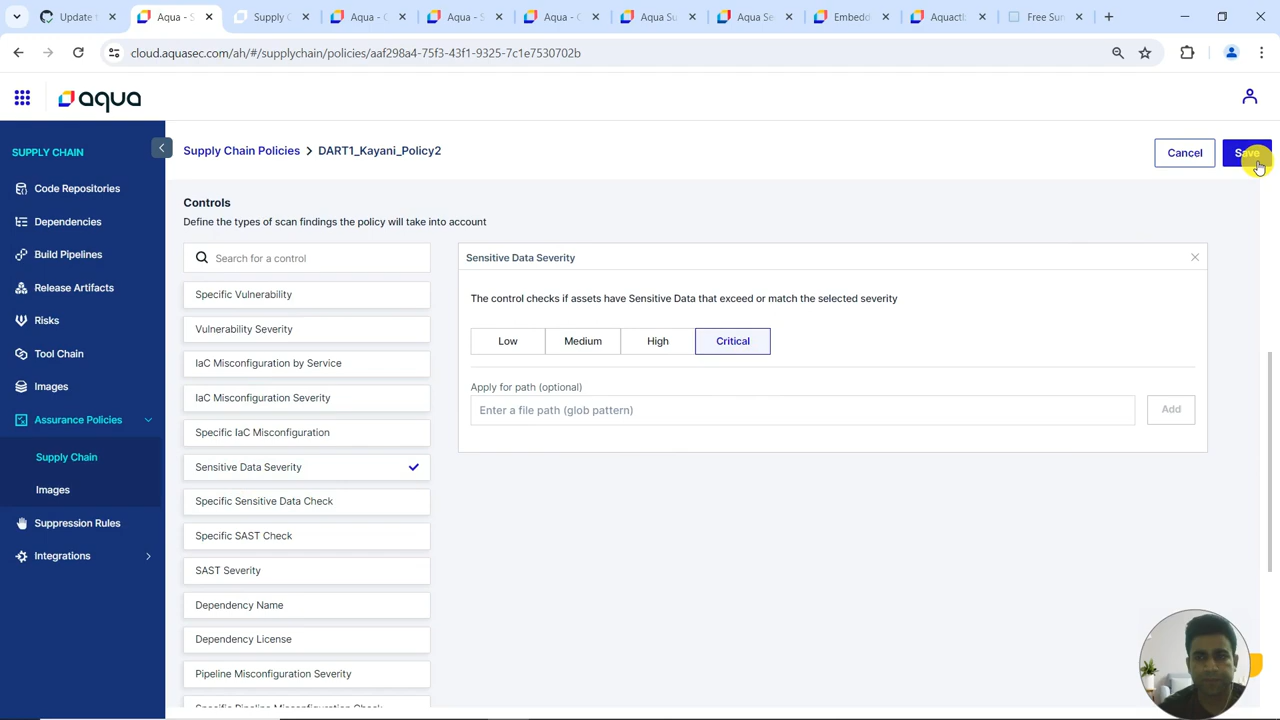 Update
Aqua - S
Supply C
Aqua - C
Aqua - S
Aqua - C
Aqua Su
Aqua Se
Embedd
Aquactl
Free Sun
cloud.aquasec.com/ah/#/supplychain/policies/aaf298a4-75f3-43f1-9325-7c1e7530702b
aqua
SUPPLY CHAIN
Code Repositories
Dependencies
Build Pipelines
Release Artifacts
Risks
Tool Chain
Images
Assurance Policies
Supply Chain
Images
Suppression Rules
Integrations
Supply Chain Policies > DART1_Kayani_Policy2
Cancel
Save
Controls
Define the types of scan findings the policy will take into account
Search for a control
Specific Vulnerability
Vulnerability Severity
IaC Misconfiguration by Service
IaC Misconfiguration Severity
Specific IaC Misconfiguration
Sensitive Data Severity
Specific Sensitive Data Check
Specific SAST Check
SAST Severity
Dependency Name
Dependency License
Pipeline Misconfiguration Severity
Specific Pipeline Misconfiguration Check
Sensitive Data Severity
The control checks if assets have Sensitive Data that exceed or match the selected severity
Low Medium High Critical
Apply for path (optional)
Enter a file path (glob pattern)
Add